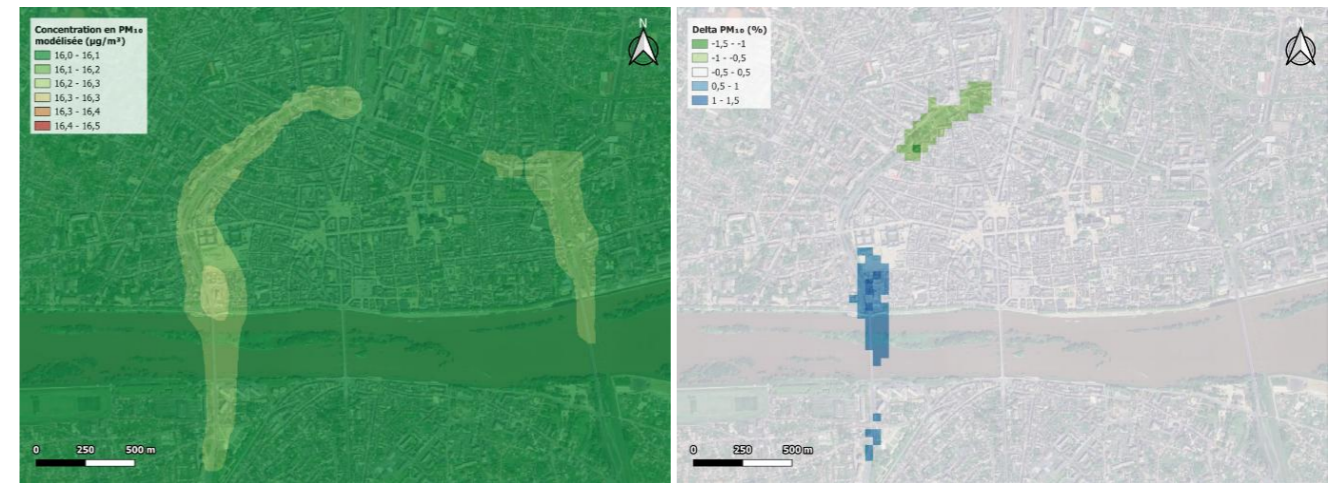 N
Concentration en PM₁₀
modélisée (µg/m³)
16,0 - 16,1
16,1 - 16,2
16,2 - 16,3
16,3 - 16,3
16,3 - 16,4
16,4 - 16,5
0 250 500 m
N
Delta PM₁₀ (%)
-1,5 - -1
-1 - -0,5
-0,5 - 0,5
0,5 - 1
1 - 1,5
0 250 500 m